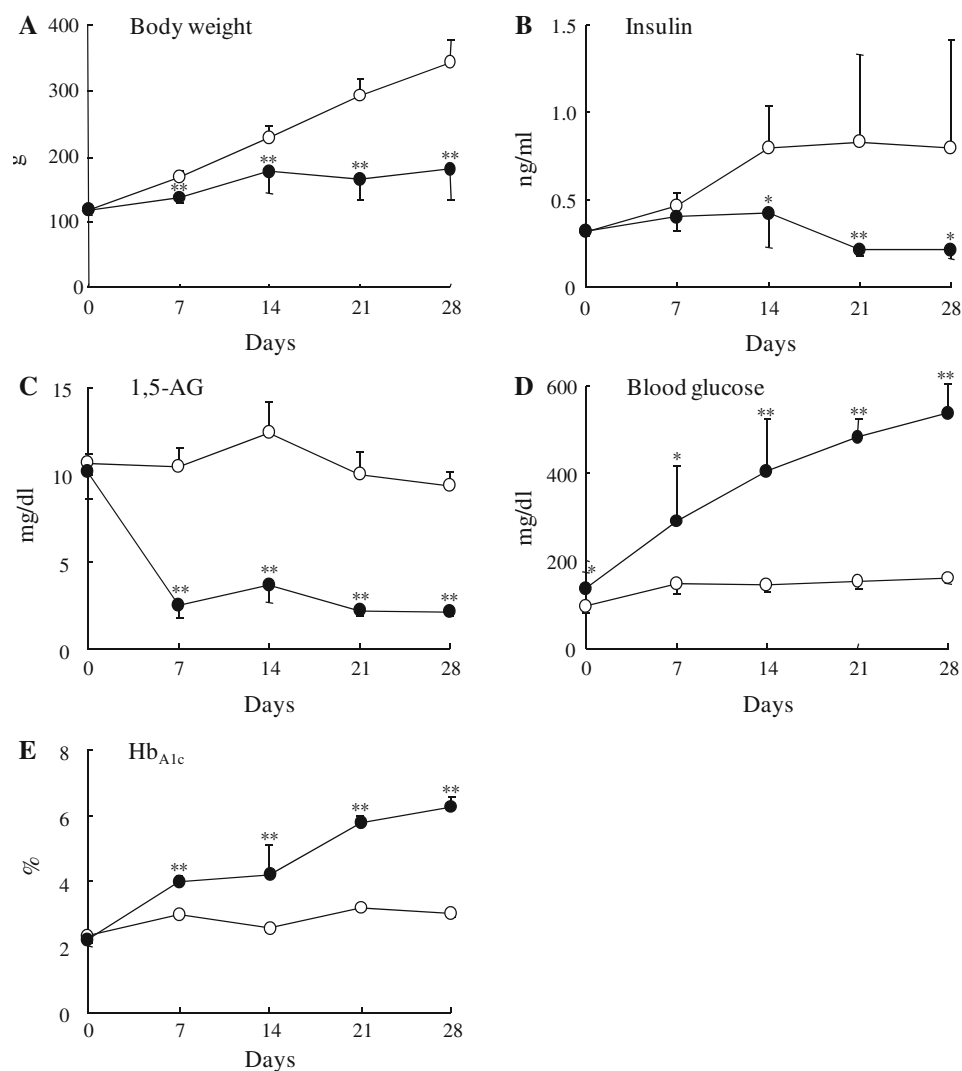 A Body weight
400
300
200
100
0
g
** ** ** **
0 7 14 21 28
Days
B Insulin
1.5
1.0
0.5
0
ng/ml
* ** *
0 7 14 21 28
Days
C 1,5-AG
15
10
5
0
mg/dl
** ** ** **
0 7 14 21 28
Days
D Blood glucose
600
400
200
0
mg/dl
* * ** ** **
0 7 14 21 28
Days
E HbA1c
8
6
4
2
0
%
** ** ** **
0 7 14 21 28
Days